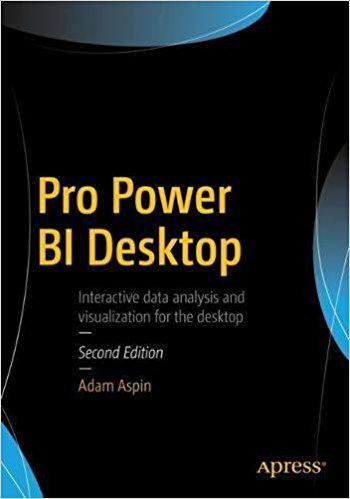 Pro Power
BI Desktop
Interactive data analysis and
visualization for the desktop
Second Edition
Adam Aspin
Apress®